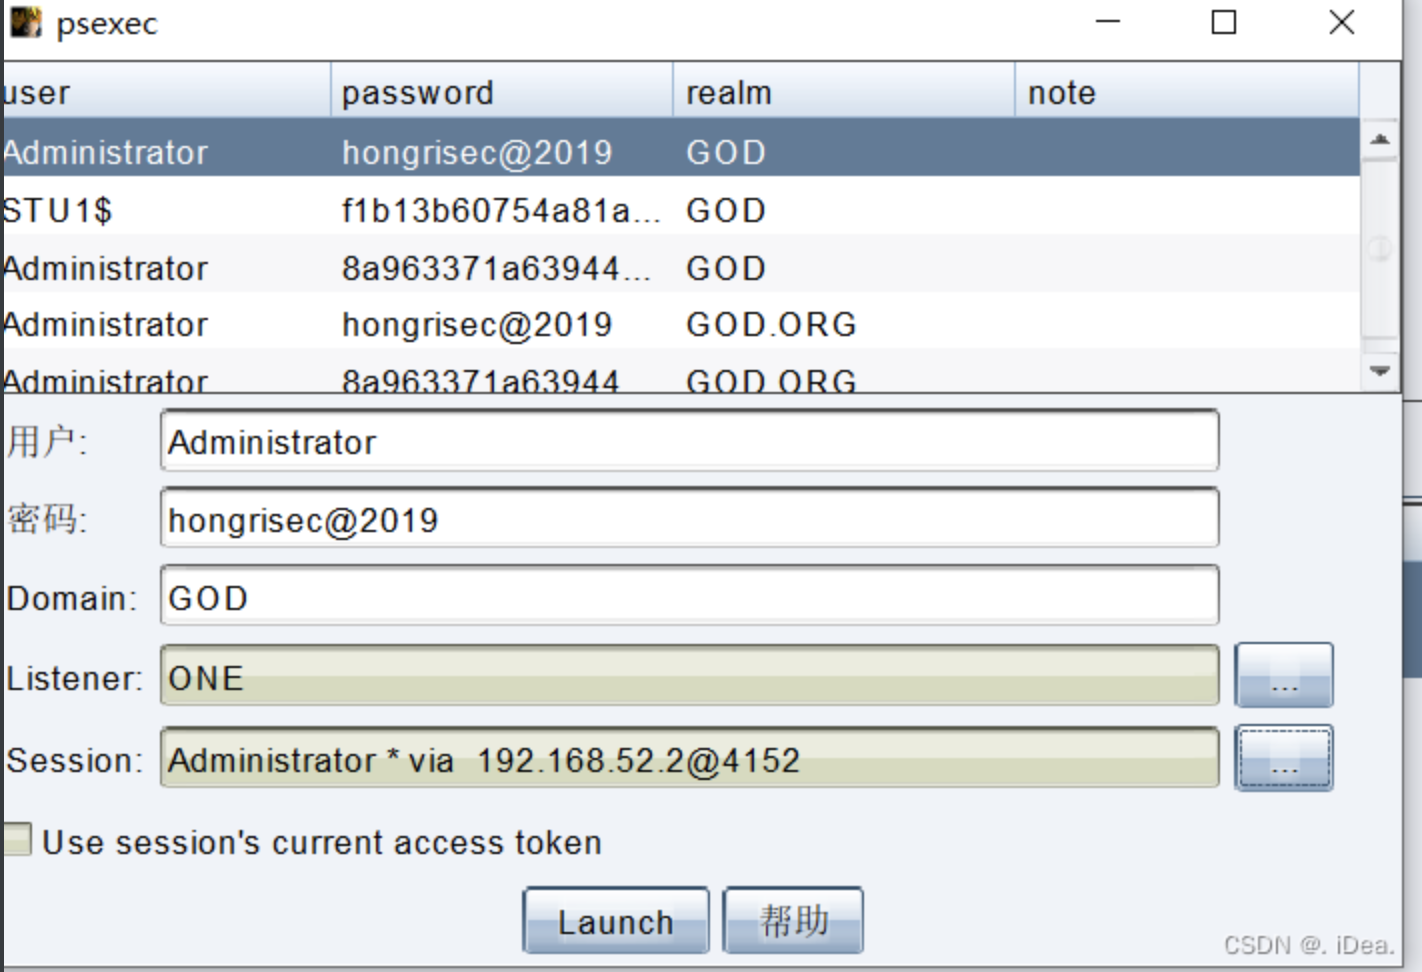 psexec
user password realm note
Administrator hongrisec@2019 GOD
STU1$ f1b13b60754a81a... GOD
Administrator 8a963371a63944... GOD
Administrator hongrisec@2019 GOD.ORG
Administrator 8a963371a63944 GOD.ORG
用户: Administrator
密码: hongrisec@2019
Domain: GOD
Listener: ONE ...
Session: Administrator * via 192.168.52.2@4152 ...
Use session's current access token
Launch 帮助
CSDN @. iDea.